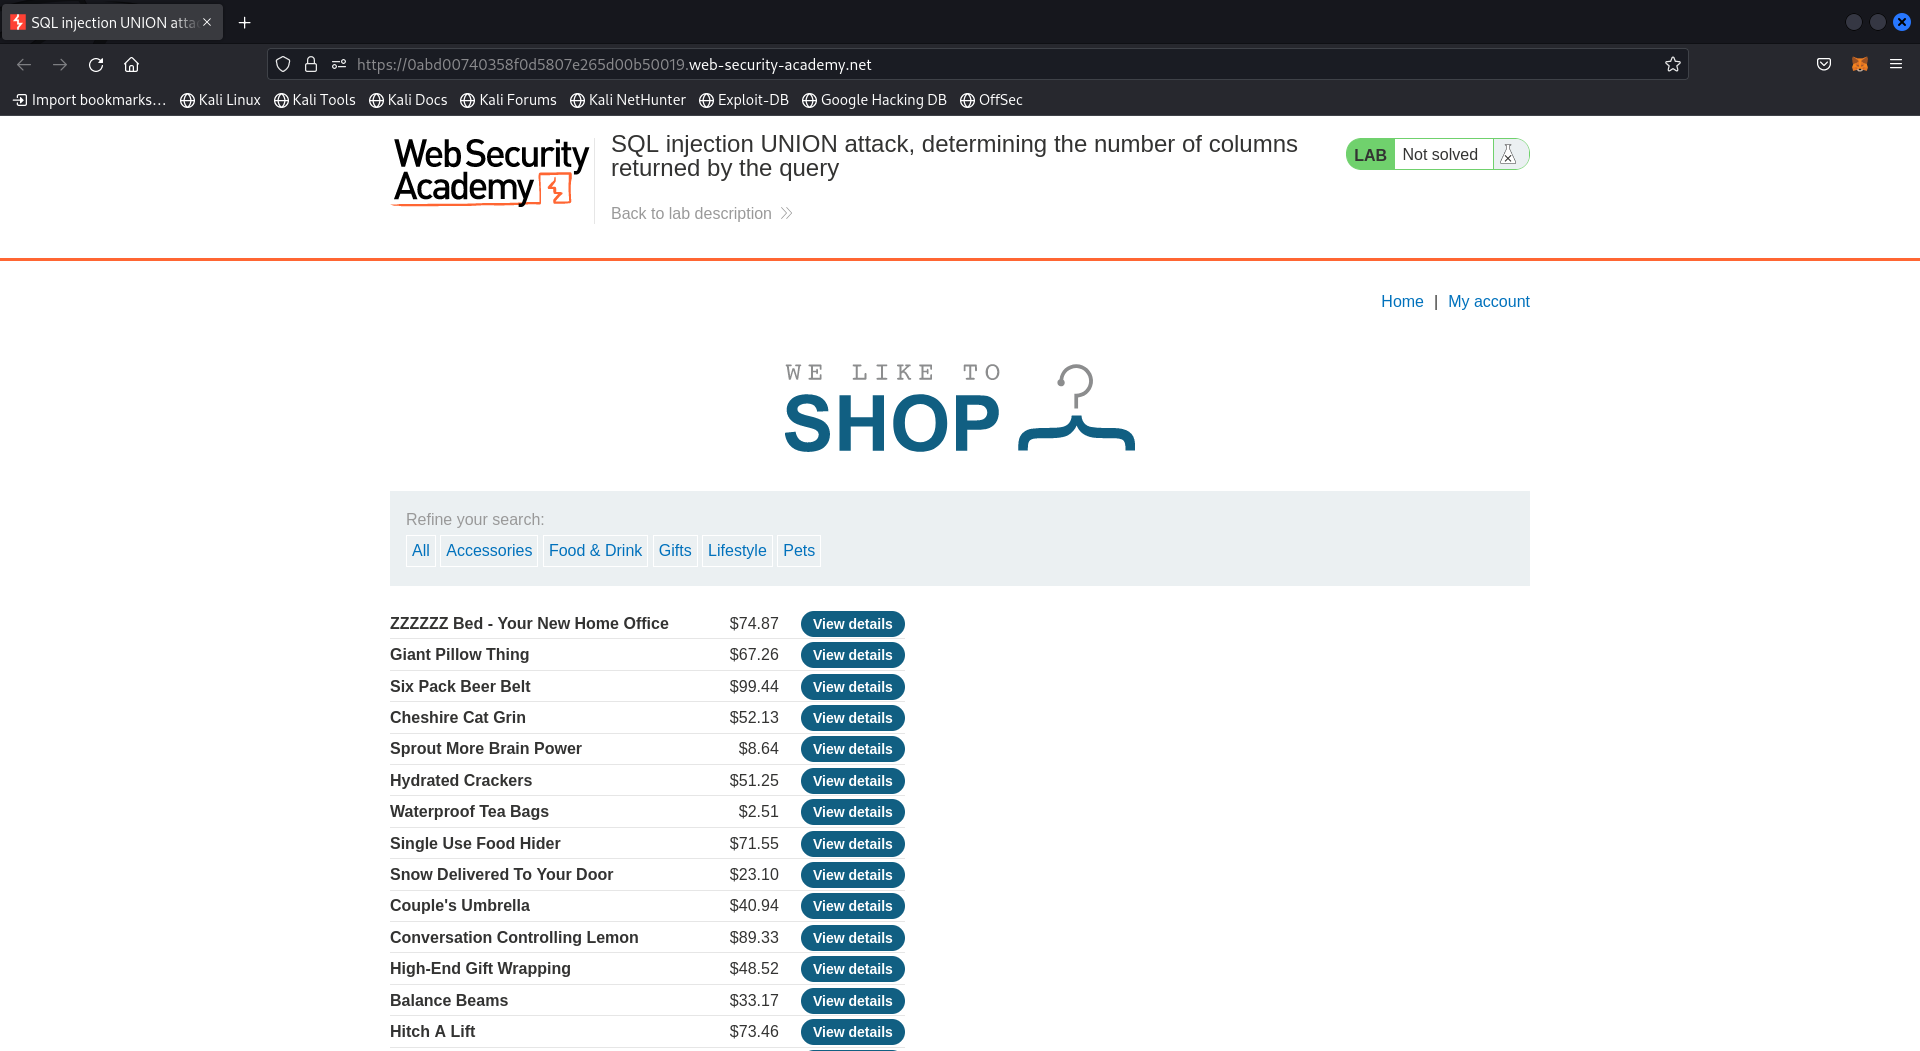 SQL injection UNION atta
https://0abd00740358f0d5807e265d00b50019.web-security-academy.net
Import bookmarks... Kali Linux Kali Tools Kali Docs Kali Forums Kali NetHunter Exploit-DB Google Hacking DB OffSec
Web Security
Academy
SQL injection UNION attack, determining the number of columns
returned by the query
Back to lab description
LAB Not solved
Home | My account
WE LIKE TO
SHOP
Refine your search:
All Accessories Food & Drink Gifts Lifestyle Pets
ZZZZZZ Bed - Your New Home Office $74.87 View details
Giant Pillow Thing $67.26 View details
Six Pack Beer Belt $99.44 View details
Cheshire Cat Grin $52.13 View details
Sprout More Brain Power $8.64 View details
Hydrated Crackers $51.25 View details
Waterproof Tea Bags $2.51 View details
Single Use Food Hider $71.55 View details
Snow Delivered To Your Door $23.10 View details
Couple's Umbrella $40.94 View details
Conversation Controlling Lemon $89.33 View details
High-End Gift Wrapping $48.52 View details
Balance Beams $33.17 View details
Hitch A Lift $73.46 View details